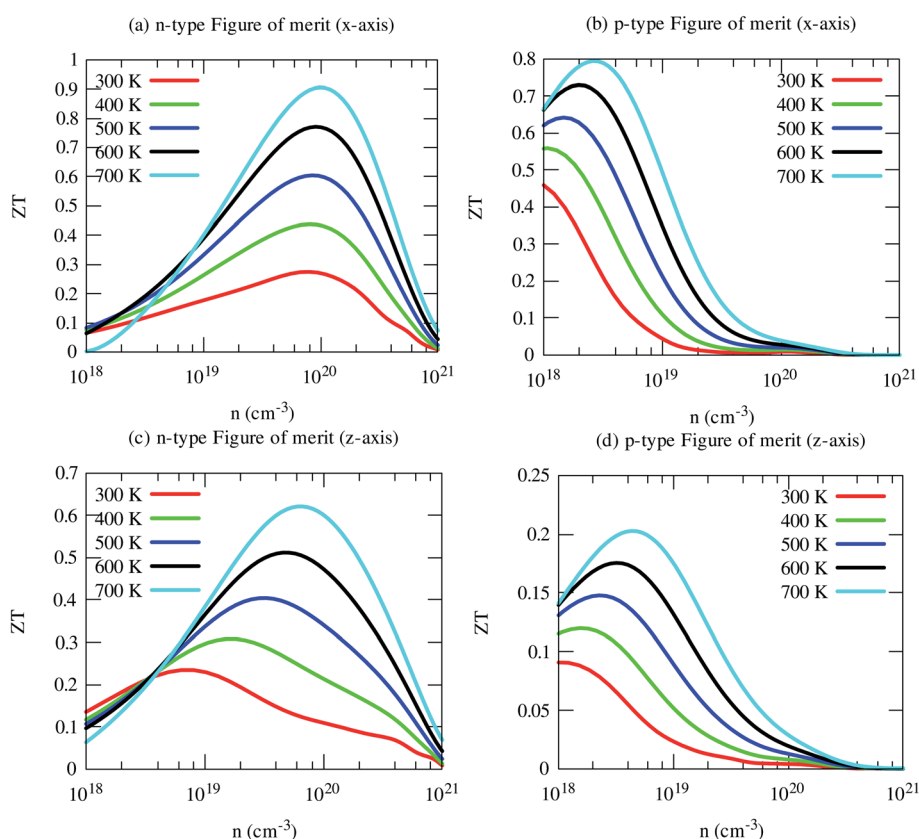 (a) n-type Figure of merit (x-axis)
1
0.9
0.8
0.7
0.6
0.5
0.4
0.3
0.2
0.1
0
ZT
300 K
400 K
500 K
600 K
700 K
10^18
10^19
10^20
10^21
n (cm^-3)
(b) p-type Figure of merit (x-axis)
0.8
0.7
0.6
0.5
0.4
0.3
0.2
0.1
0
ZT
300 K
400 K
500 K
600 K
700 K
10^18
10^19
10^20
10^21
n (cm^-3)
(c) n-type Figure of merit (z-axis)
0.7
0.6
0.5
0.4
0.3
0.2
0.1
0
ZT
300 K
400 K
500 K
600 K
700 K
10^18
10^19
10^20
10^21
n (cm^-3)
(d) p-type Figure of merit (z-axis)
0.25
0.2
0.15
0.1
0.05
0
ZT
300 K
400 K
500 K
600 K
700 K
10^18
10^19
10^20
10^21
n (cm^-3)